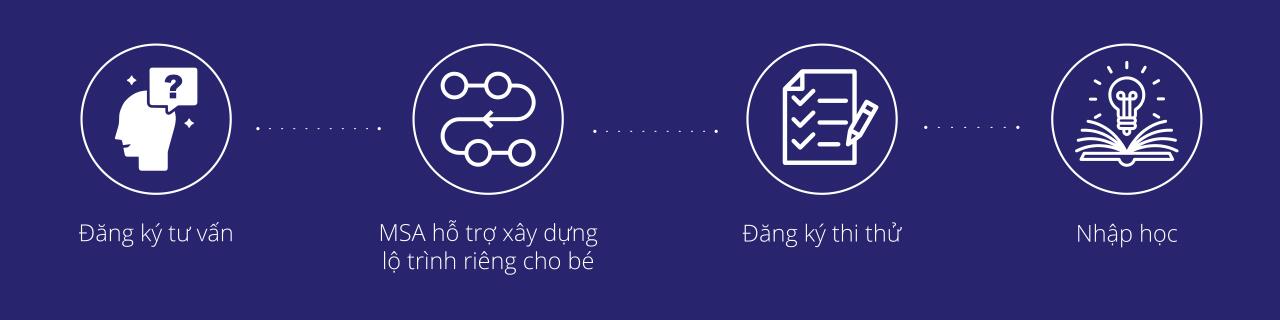 ?
Đăng ký tư vấn
MSA hỗ trợ xây dựng
lộ trình riêng cho bé
Đăng ký thi thử
Nhập học